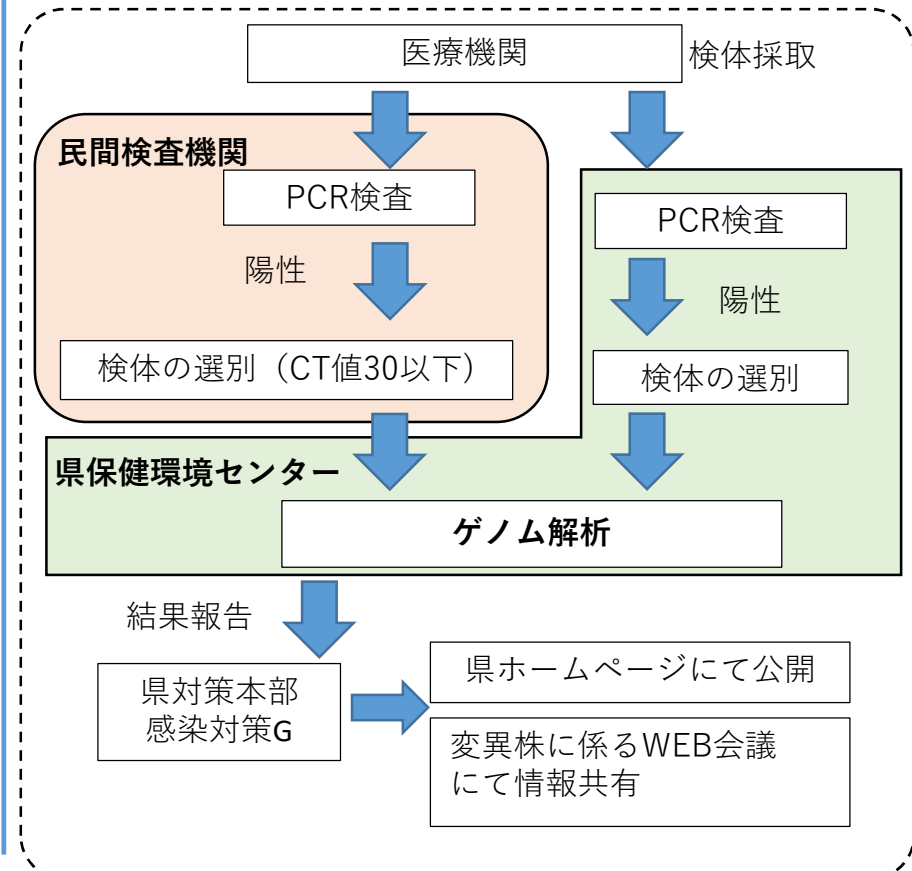 医療機関
検体採取
民間検査機関
PCR検査
陽性
検体の選別（CT値30以下）
PCR検査
陽性
検体の選別
県保健環境センター
ゲノム解析
結果報告
県対策本部
感染対策G
県ホームページにて公開
変異株に係るWEB会議
にて情報共有